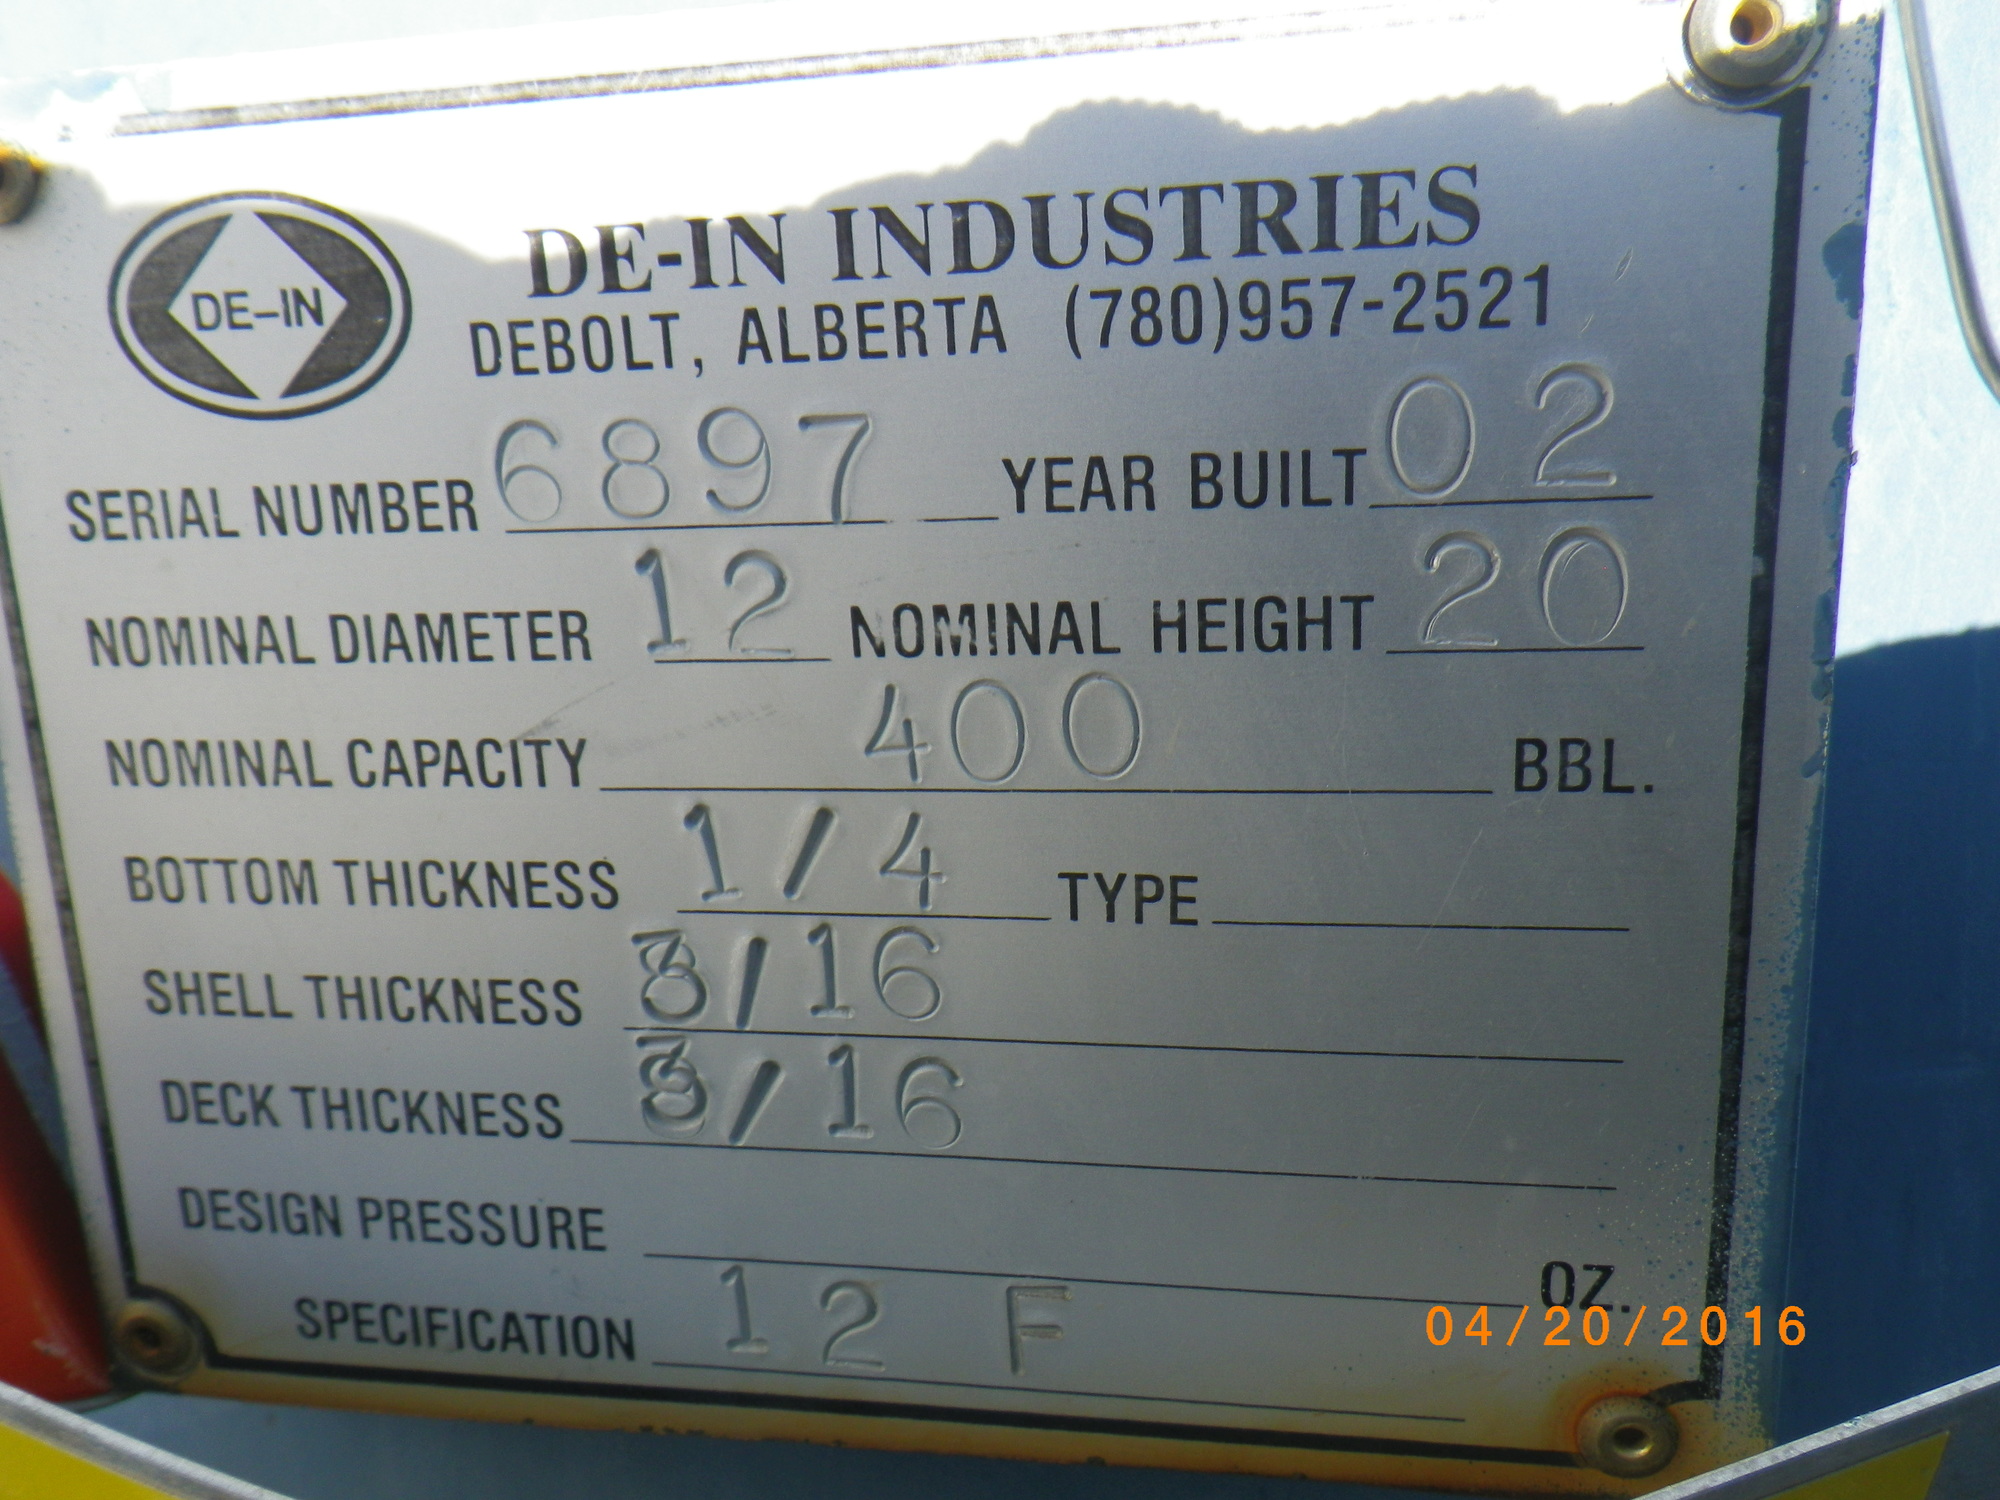 DE-IN
DE-IN INDUSTRIES
DEBOLT, ALBERTA (780)957-2521
SERIAL NUMBER 6897 YEAR BUILT 02
NOMINAL DIAMETER 12 NOMINAL HEIGHT 20
NOMINAL CAPACITY 400 BBL.
BOTTOM THICKNESS 1/4 TYPE
SHELL THICKNESS 3/16
DECK THICKNESS 3/16
DESIGN PRESSURE OZ.
SPECIFICATION 12 F
04/20/2016